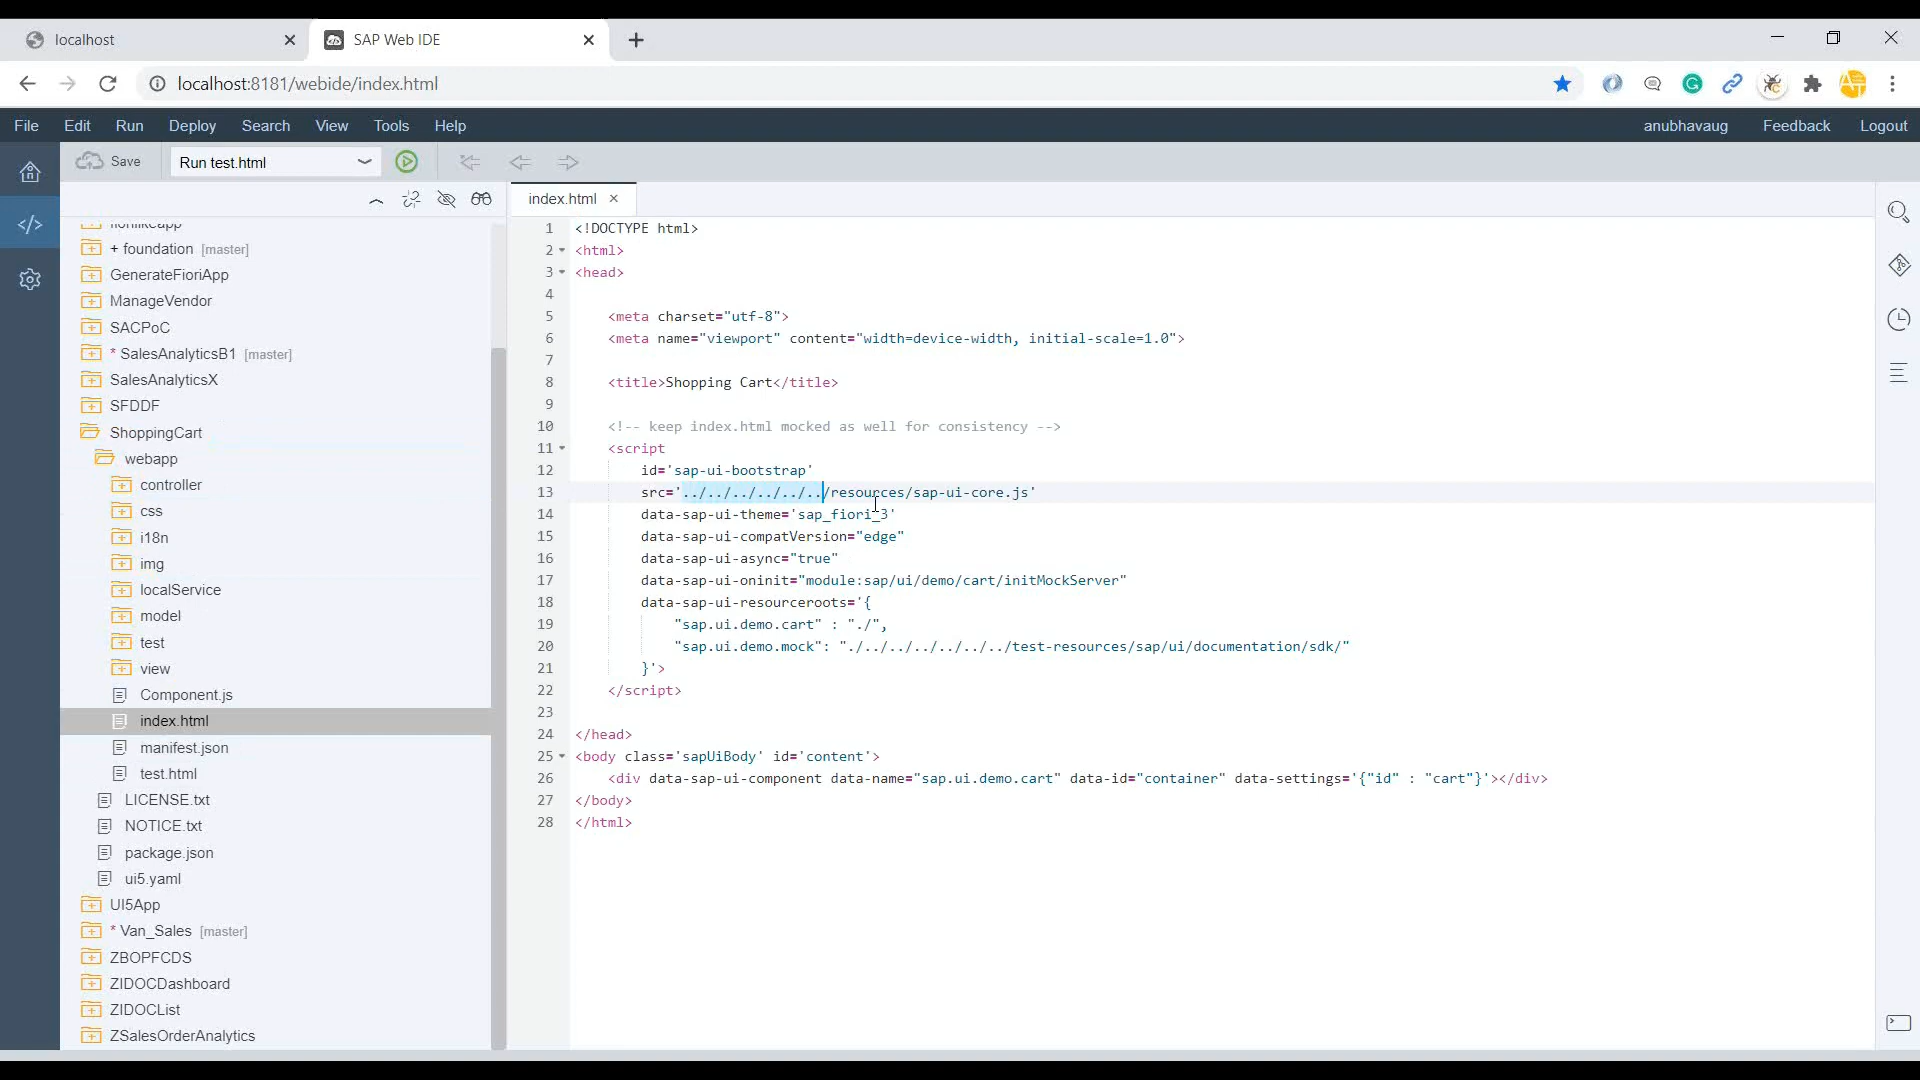 localhost
SAP Web IDE
localhost:8181/webide/index.html
File Edit Run Deploy Search View Tools Help
anubhavaug Feedback Logout
Save
Run test.html
index.html
fiorilikeapp
+ foundation [master]
GenerateFioriApp
ManageVendor
SACPoC
* SalesAnalyticsB1 [master]
SalesAnalyticsX
SFDDF
ShoppingCart
webapp
controller
css
i18n
img
localService
model
test
view
Component.js
index.html
manifest.json
test.html
LICENSE.txt
NOTICE.txt
package.json
ui5.yaml
UI5App
* Van_Sales [master]
ZBOPFCDS
ZIDOCDashboard
ZIDOCList
ZSalesOrderAnalytics
1 <!DOCTYPE html>
2 <html>
3 <head>
4
5 <meta charset="utf-8">
6 <meta name="viewport" content="width=device-width, initial-scale=1.0">
7
8 <title>Shopping Cart</title>
9
10 <!-- keep index.html mocked as well for consistency -->
11 <script
12 id='sap-ui-bootstrap'
13 src='../../../../../../resources/sap-ui-core.js'
14 data-sap-ui-theme='sap_fiori_3'
15 data-sap-ui-compatVersion="edge"
16 data-sap-ui-async="true"
17 data-sap-ui-oninit="module:sap/ui/demo/cart/initMockServer"
18 data-sap-ui-resourceroots='{
19 "sap.ui.demo.cart" : "./",
20 "sap.ui.demo.mock": "./../../../../../../test-resources/sap/ui/documentation/sdk/"
21 }'>
22 </script>
23
24 </head>
25 <body class='sapUiBody' id='content'>
26 <div data-sap-ui-component data-name="sap.ui.demo.cart" data-id="container" data-settings='{"id" : "cart"}'></div>
27 </body>
28 </html>